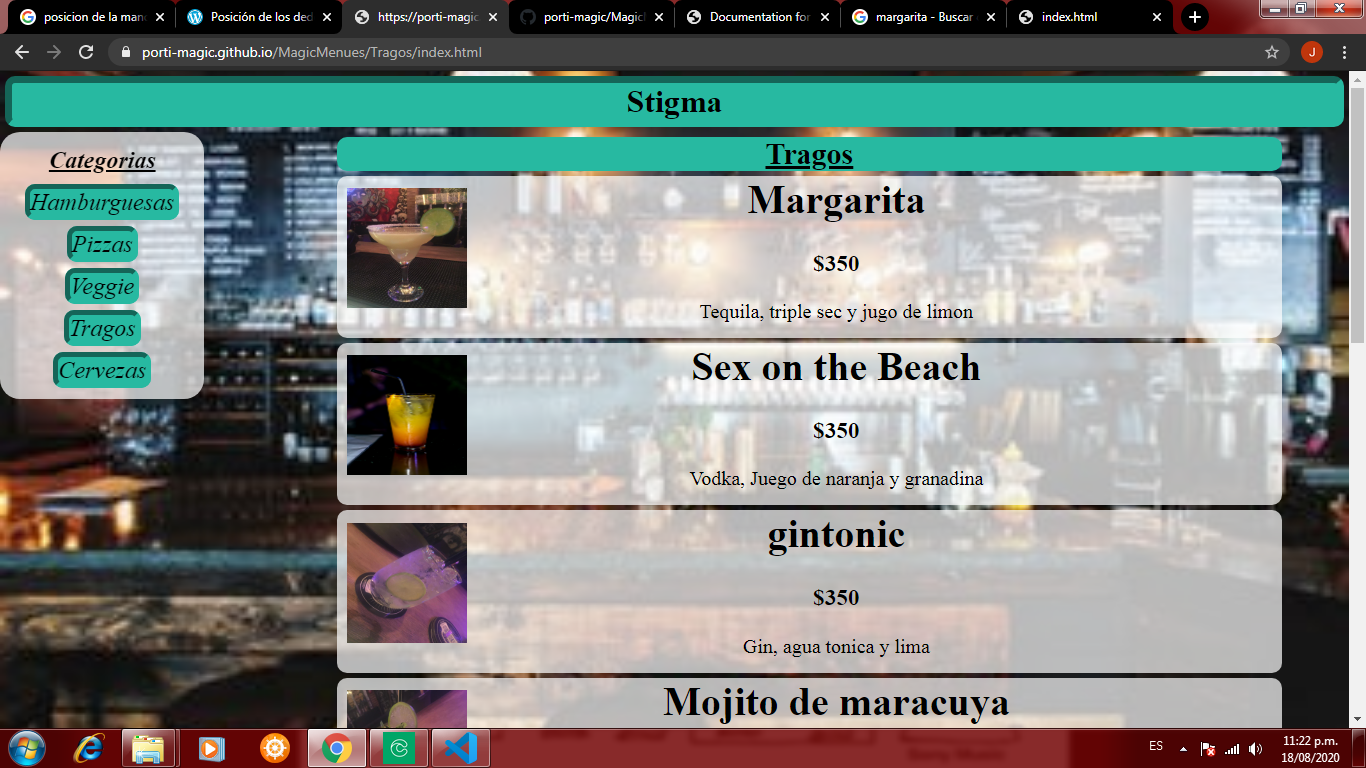 posicion de la man
Posición de los ded
https://porti-magic
porti-magic/Magic
Documentation for
margarita - Buscar
index.html
porti-magic.github.io/MagicMenues/Tragos/index.html
J
Stigma
Categorias
Hamburguesas
Pizzas
Veggie
Tragos
Cervezas
Tragos
Margarita
$350
Tequila, triple sec y jugo de limon
Sex on the Beach
$350
Vodka, Juego de naranja y granadina
gintonic
$350
Gin, agua tonica y lima
Mojito de maracuya
ES
11:22 p.m.
18/08/2020